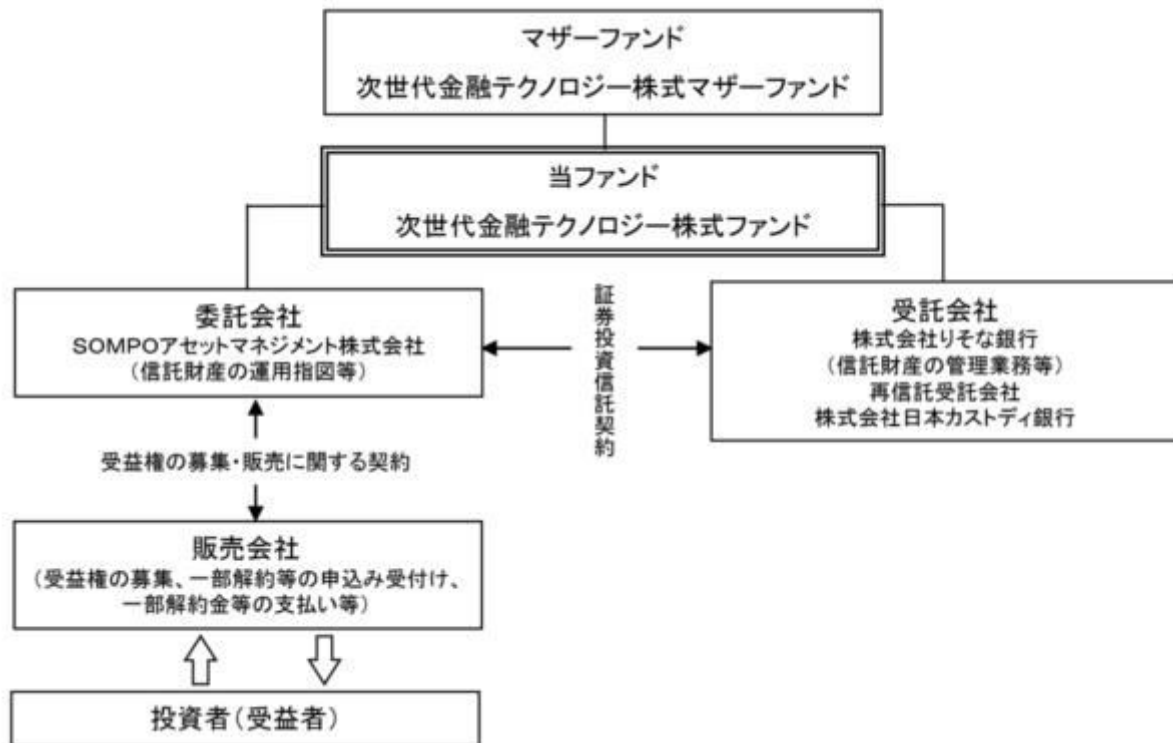 マザーファンド
次世代金融テクノロジー株式マザーファンド
当ファンド
次世代金融テクノロジー株式ファンド
委託会社
SOMPOアセットマネジメント株式会社
（信託財産の運用指図等）
証券投資信託契約
受託会社
株式会社りそな銀行
（信託財産の管理業務等）
再信託受託会社
株式会社日本カストディ銀行
受益権の募集・販売に関する契約
販売会社
（受益権の募集、一部解約等の申込み受付け、
一部解約金等の支払い等）
投資者（受益者）